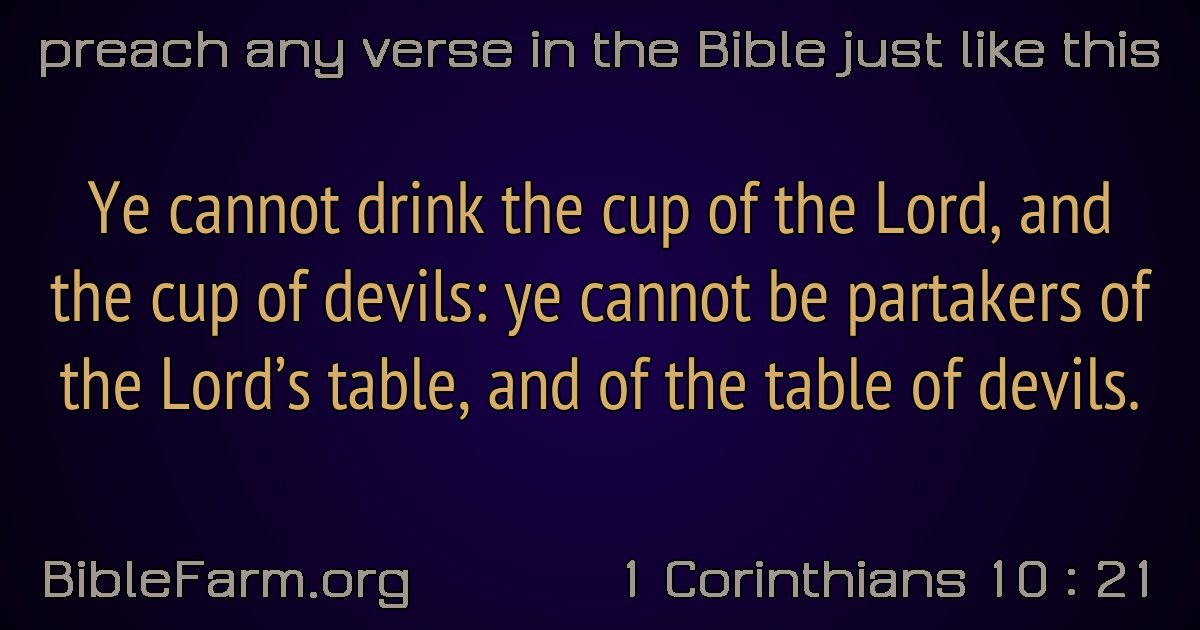 preach any verse in the Bible just like this
Ye cannot drink the cup of the Lord, and
the cup of devils: ye cannot be partakers of
the Lord’s table, and of the table of devils.
BibleFarm.org
1 Corinthians 10 : 21